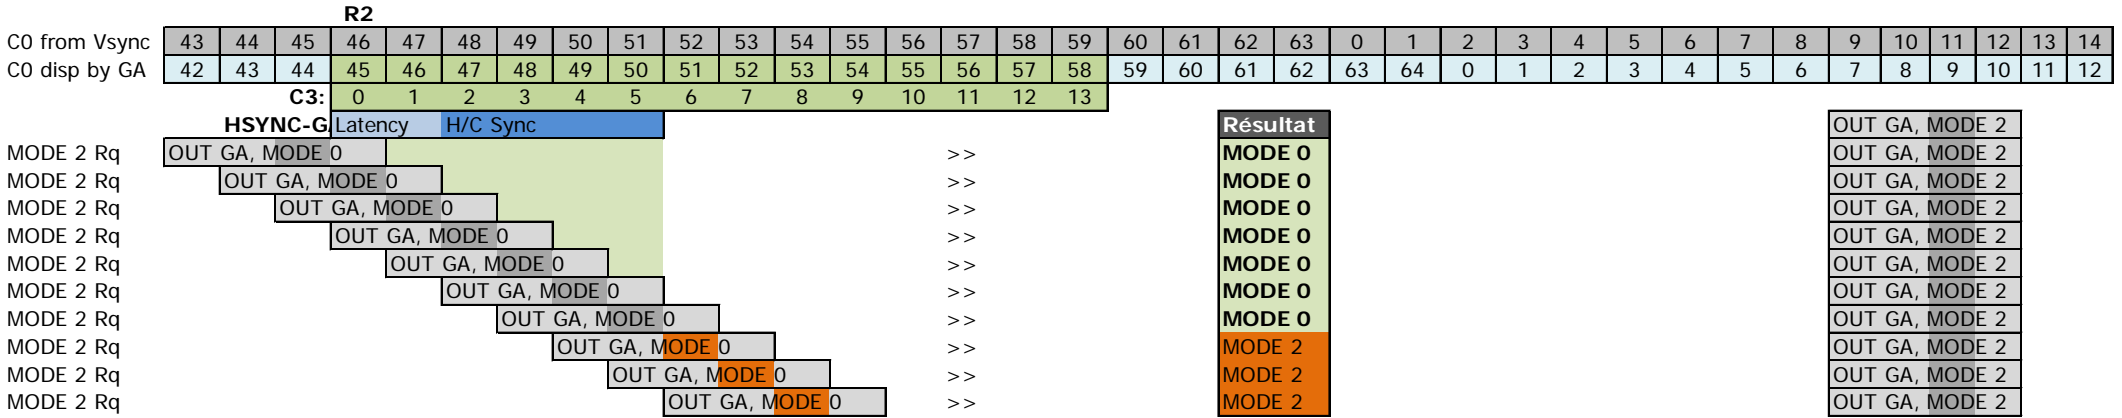 R2
C0 from Vsync 43 44 45 46 47 48 49 50 51 52 53 54 55 56 57 58 59 60 61 62 63 0 1 2 3 4 5 6 7 8 9 10 11 12 13 14
C0 disp by GA 42 43 44 45 46 47 48 49 50 51 52 53 54 55 56 57 58 59 60 61 62 63 64 0 1 2 3 4 5 6 7 8 9 10 11 12
C3: 0 1 2 3 4 5 6 7 8 9 10 11 12 13
HSYNC-GA Latency H/C Sync Résultat OUT GA, MODE 2
MODE 2 Rq OUT GA, MODE 0 >> MODE 0 OUT GA, MODE 2
MODE 2 Rq OUT GA, MODE 0 >> MODE 0 OUT GA, MODE 2
MODE 2 Rq OUT GA, MODE 0 >> MODE 0 OUT GA, MODE 2
MODE 2 Rq OUT GA, MODE 0 >> MODE 0 OUT GA, MODE 2
MODE 2 Rq OUT GA, MODE 0 >> MODE 0 OUT GA, MODE 2
MODE 2 Rq OUT GA, MODE 0 >> MODE 0 OUT GA, MODE 2
MODE 2 Rq OUT GA, MODE 0 >> MODE 0 OUT GA, MODE 2
MODE 2 Rq OUT GA, MODE 0 >> MODE 2 OUT GA, MODE 2
MODE 2 Rq OUT GA, MODE 0 >> MODE 2 OUT GA, MODE 2
MODE 2 Rq OUT GA, MODE 0 >> MODE 2 OUT GA, MODE 2